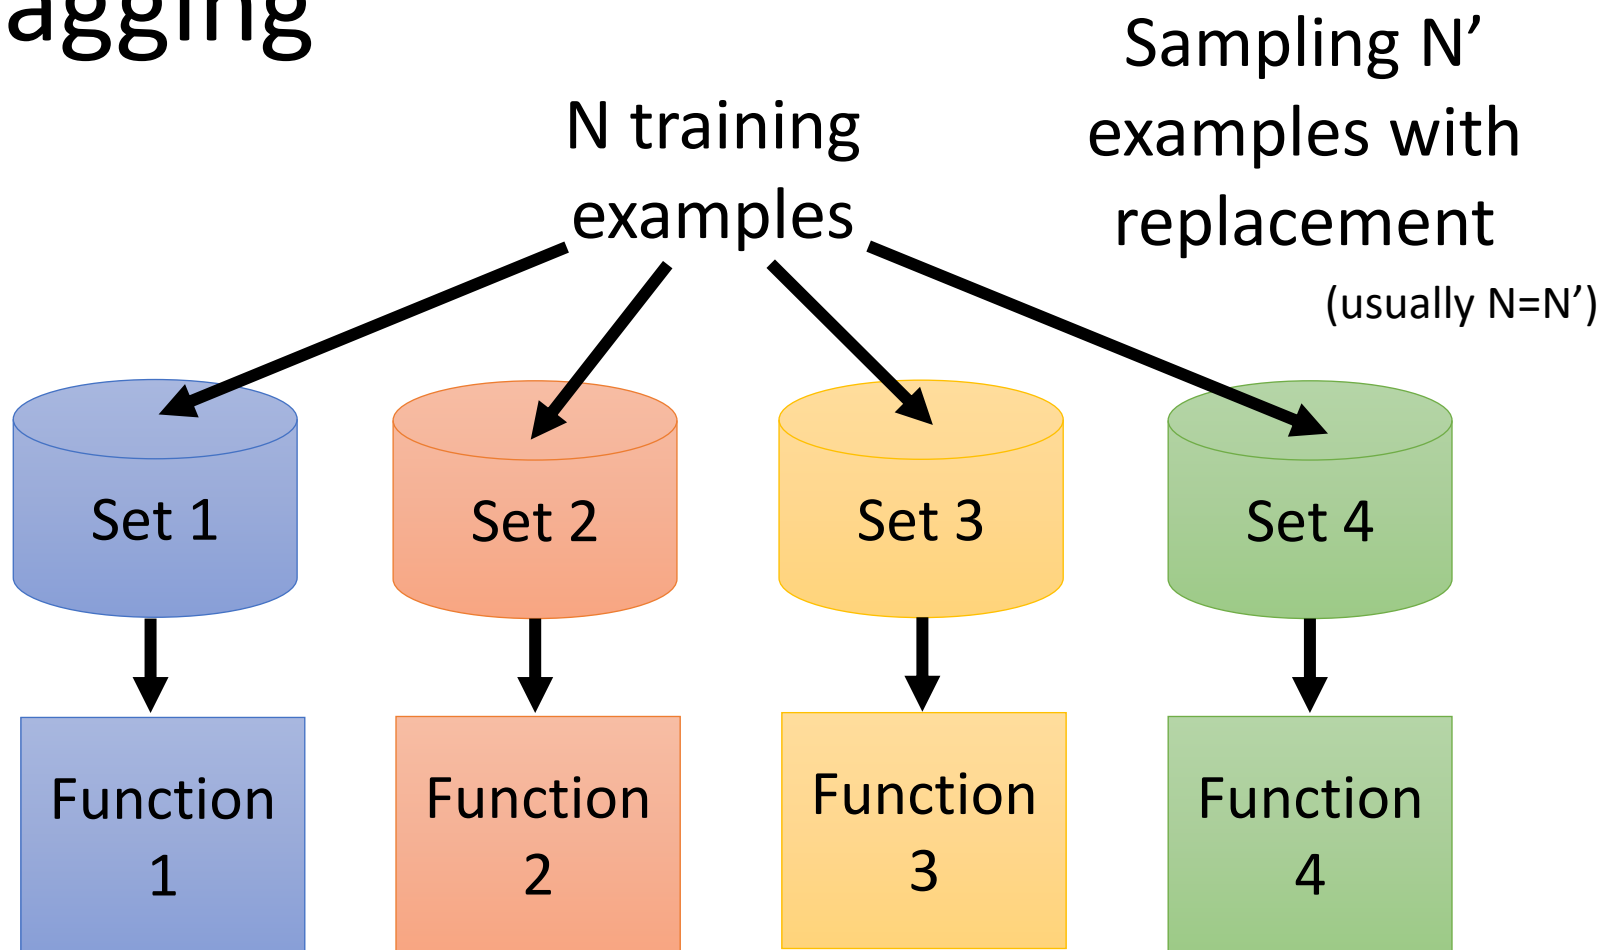 agging
Sampling N’
examples with
replacement
(usually N=N’)
N training
examples
Set 1
Set 2
Set 3
Set 4
Function
1
Function
2
Function
3
Function
4